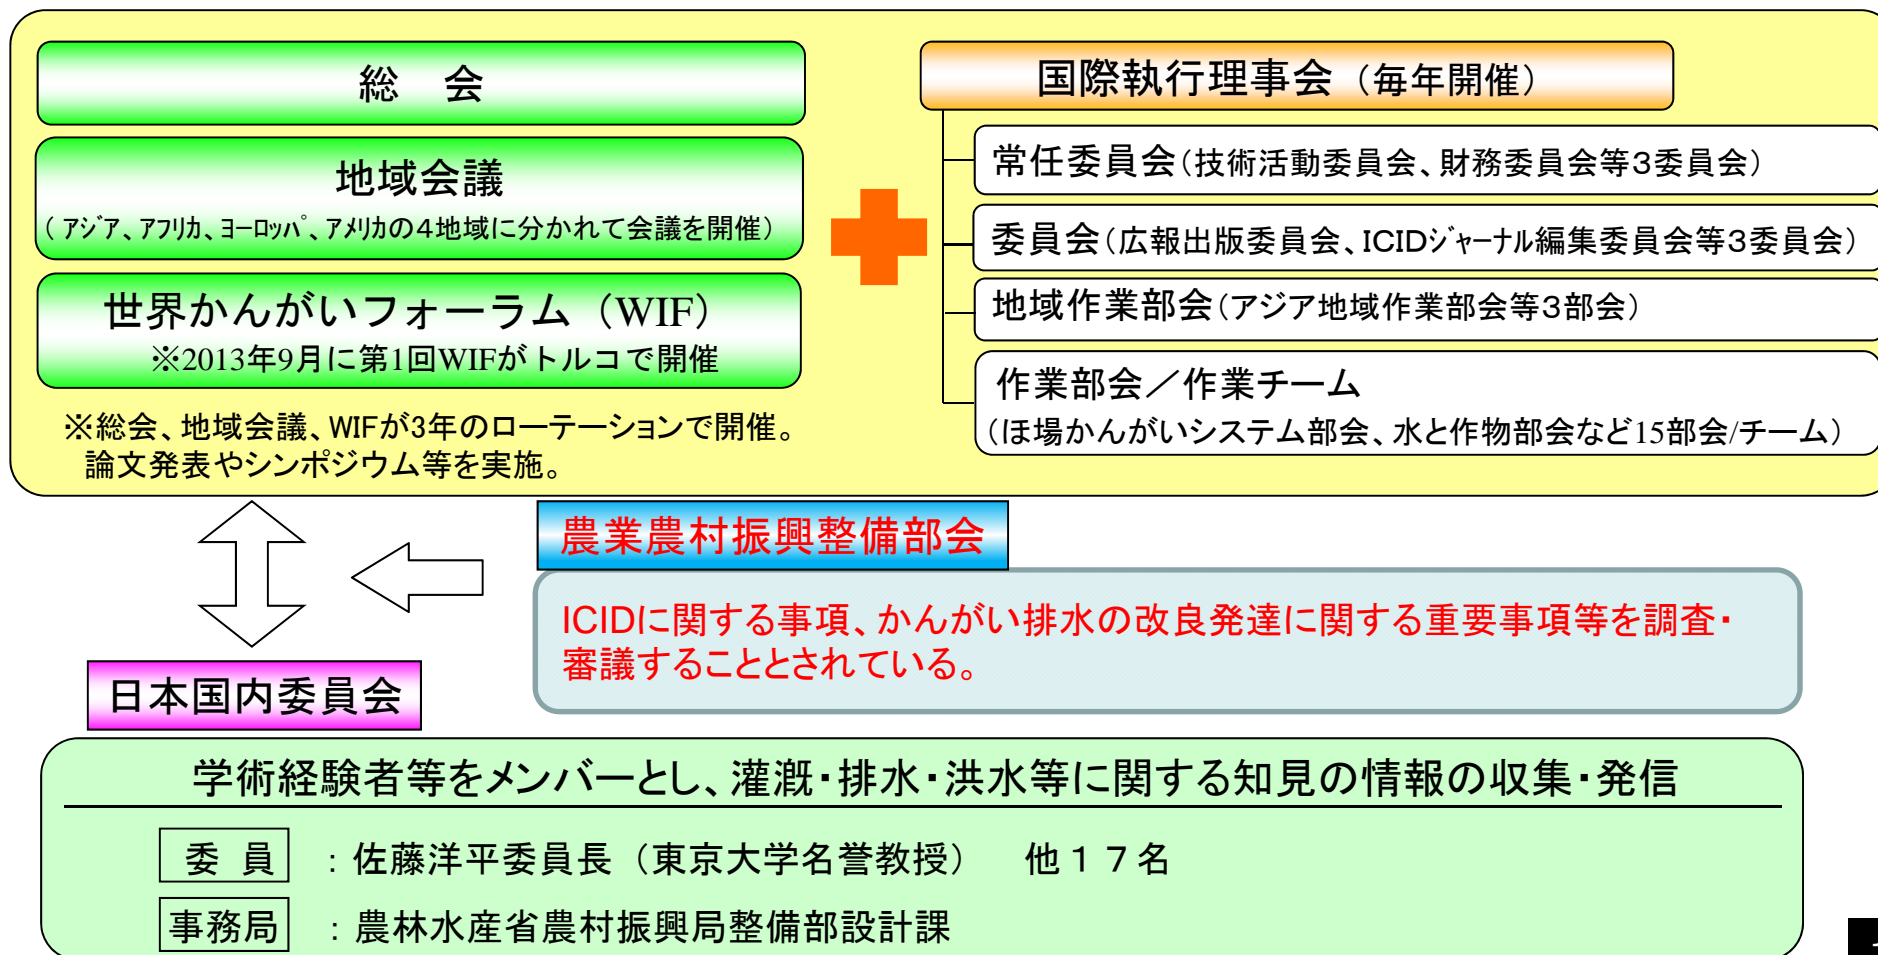 総　会
地域会議
（ｱｼﾞｱ、ｱﾌﾘｶ、ﾖｰﾛｯﾊﾟ、ｱﾒﾘｶの４地域に分かれて会議を開催）
世界かんがいフォーラム（WIF）
※2013年9月に第1回WIFがトルコで開催
※総会、地域会議、WIFが3年のローテーションで開催。
論文発表やシンポジウム等を実施。
国際執行理事会（毎年開催）
常任委員会（技術活動委員会、財務委員会等３委員会）
委員会（広報出版委員会、ICIDｼﾞｬｰﾅﾙ編集委員会等３委員会）
地域作業部会（アジア地域作業部会等３部会）
作業部会／作業チーム
（ほ場かんがいシステム部会、水と作物部会など15部会/チーム）
農業農村振興整備部会
ICIDに関する事項、かんがい排水の改良発達に関する重要事項等を調査・
審議することとされている。
日本国内委員会
学術経験者等をメンバーとし、灌漑・排水・洪水等に関する知見の情報の収集・発信
委 員　：佐藤洋平委員長（東京大学名誉教授）　他１７名
事務局　：農林水産省農村振興局整備部設計課